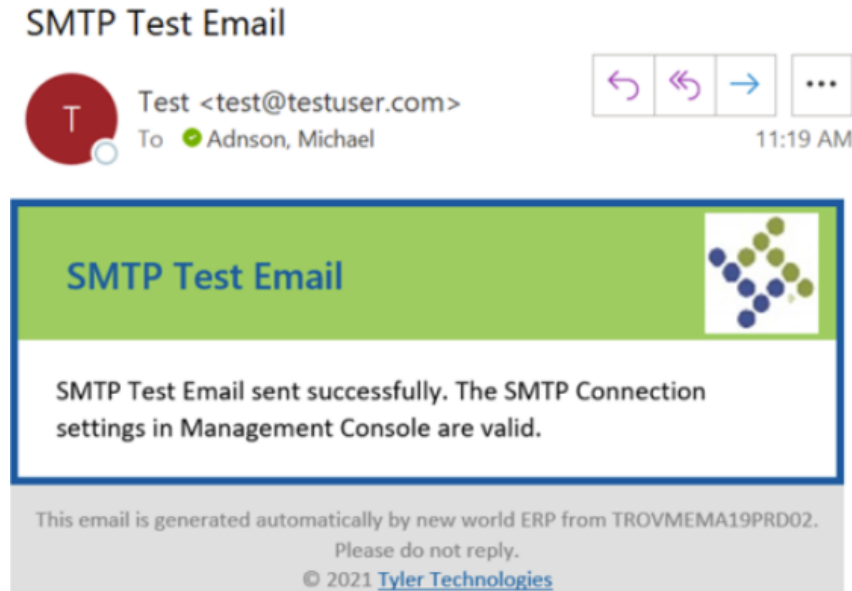 SMTP Test Email
T
Test <test@testuser.com>
To Adnson, Michael
11:19 AM
SMTP Test Email
SMTP Test Email sent successfully. The SMTP Connection
settings in Management Console are valid.
This email is generated automatically by new world ERP from TROVMEMA19PRD02.
Please do not reply.
© 2021 Tyler Technologies